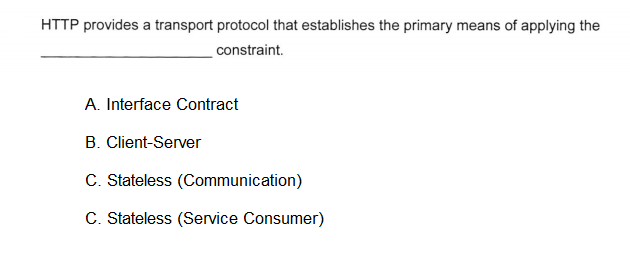 HTTP provides a transport protocol that establishes the primary means of applying the
____________________ constraint.
A. Interface Contract
B. Client-Server
C. Stateless (Communication)
C. Stateless (Service Consumer)